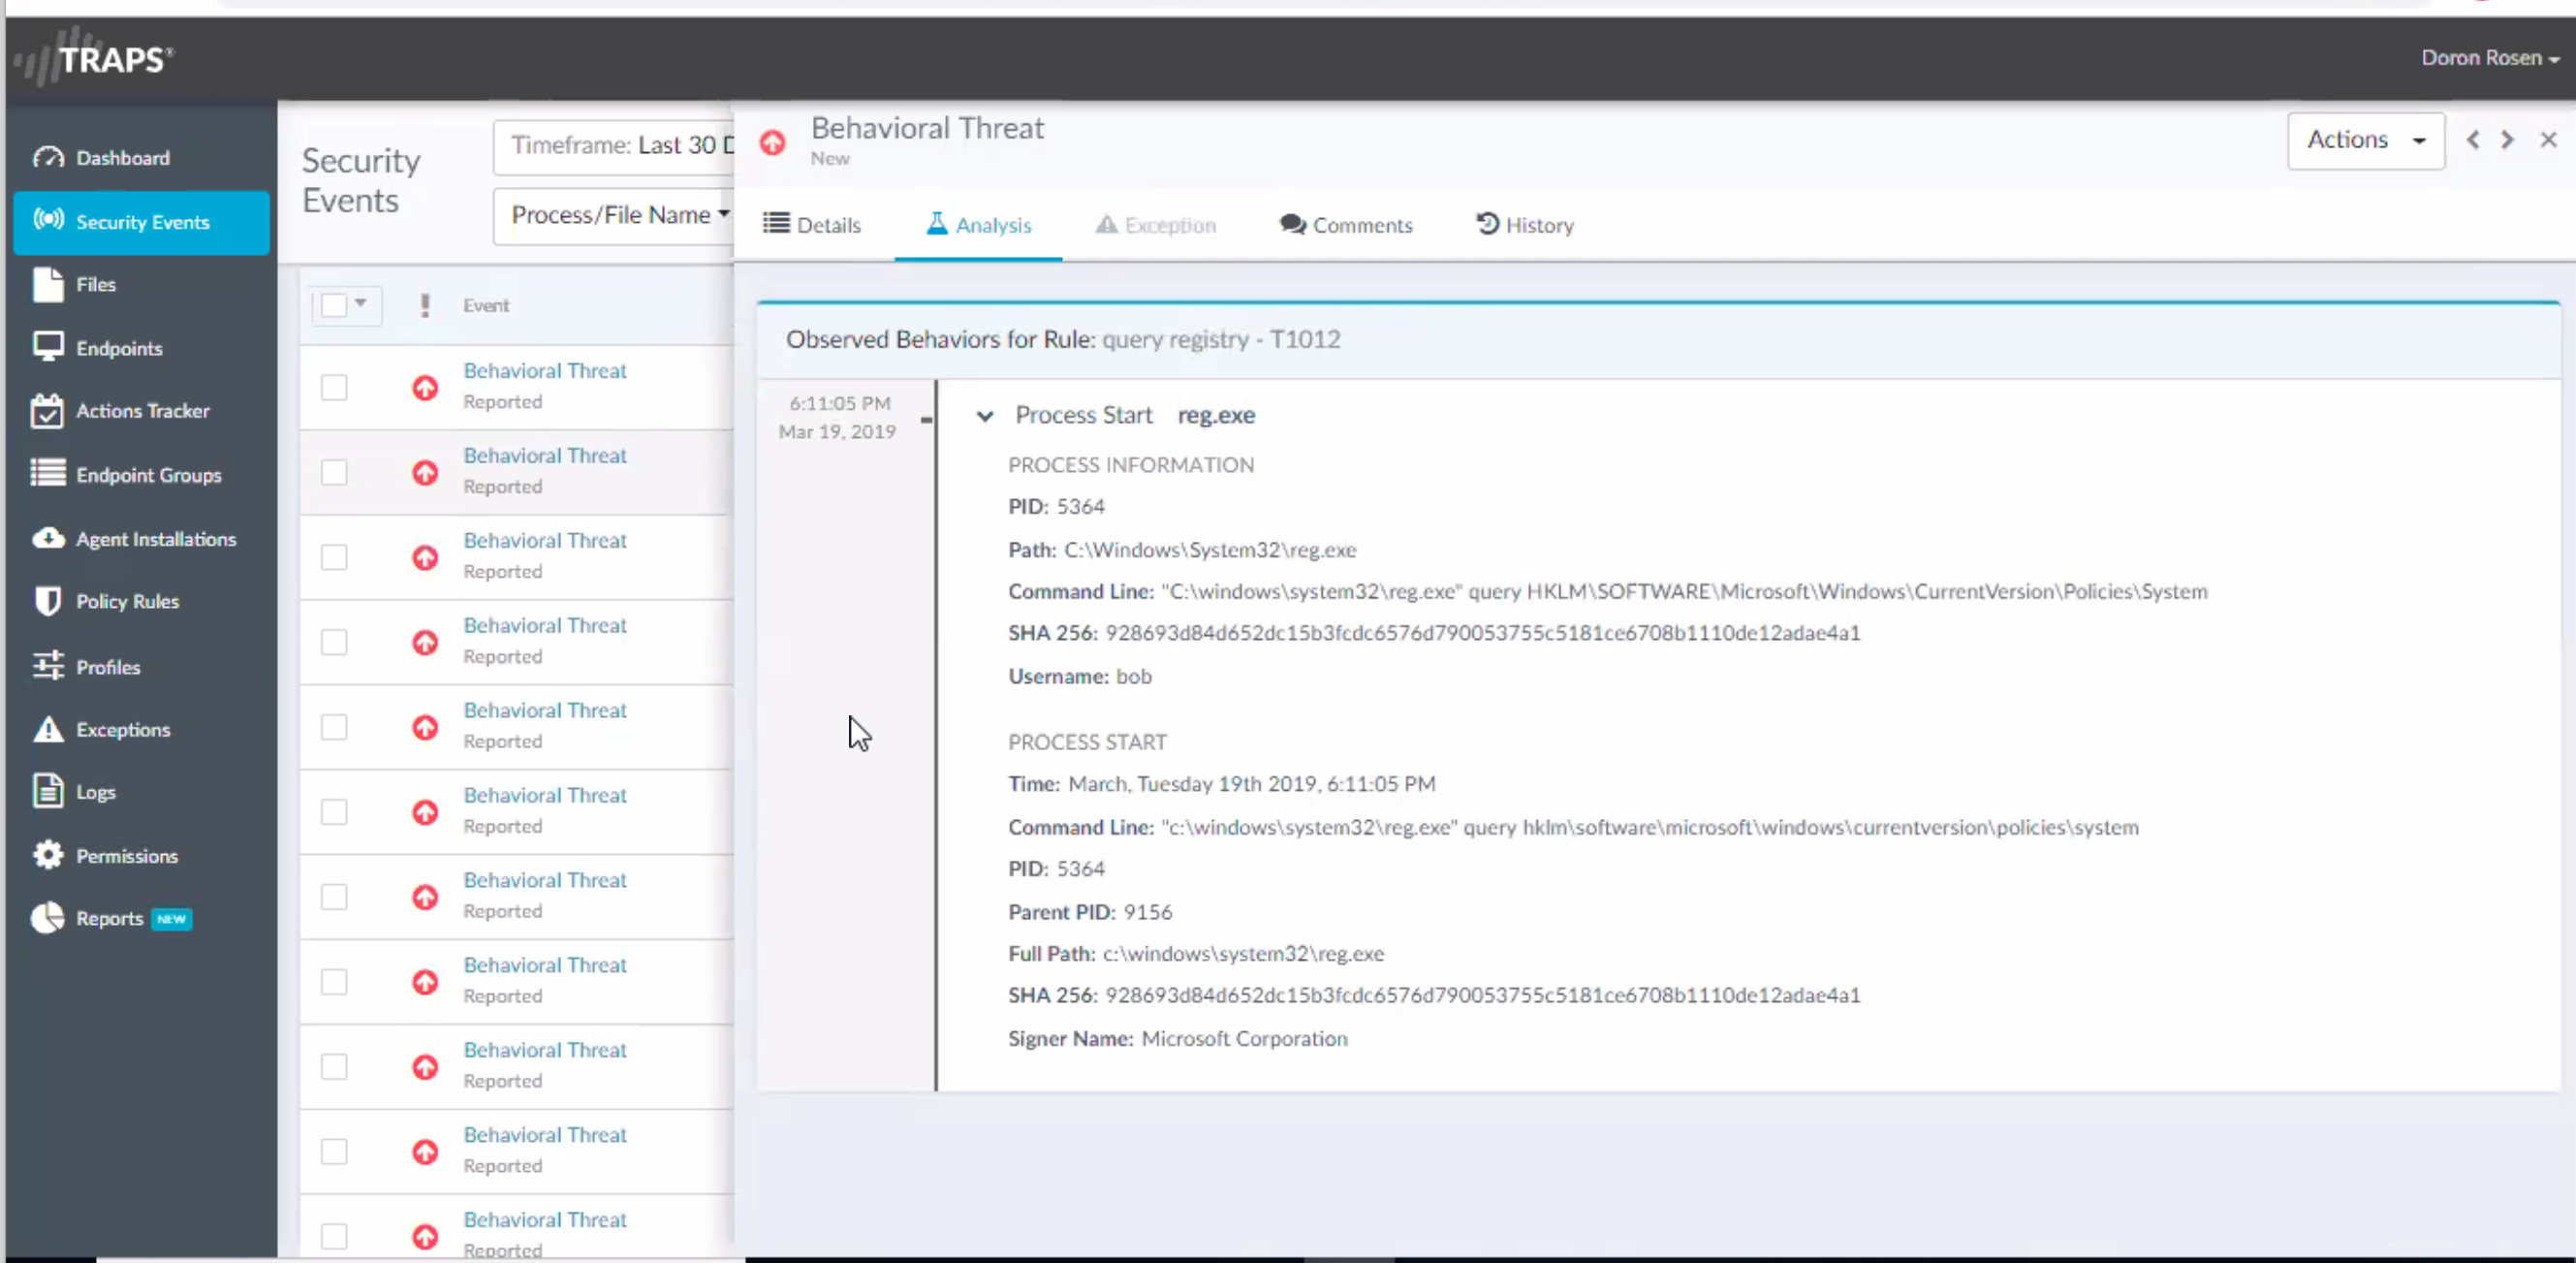 TRAPS®
Doron Rosen
Dashboard
Security Events
Files
Endpoints
Actions Tracker
Endpoint Groups
Agent Installations
Policy Rules
Profiles
Exceptions
Logs
Permissions
Reports NEW
Security
Events
Timeframe: Last 30 D
Process/File Name
! Event
Behavioral Threat
Reported
Behavioral Threat
Reported
Behavioral Threat
Reported
Behavioral Threat
Reported
Behavioral Threat
Reported
Behavioral Threat
Reported
Behavioral Threat
Reported
Behavioral Threat
Reported
Behavioral Threat
Reported
Behavioral Threat
Reported
Behavioral Threat
Reported
Behavioral Threat
New
Actions
Details Analysis Exception Comments History
Observed Behaviors for Rule: query registry - T1012
6:11:05 PM
Mar 19, 2019
Process Start reg.exe
PROCESS INFORMATION
PID: 5364
Path: C:\Windows\System32\reg.exe
Command Line: "C:\windows\system32\reg.exe" query HKLM\SOFTWARE\Microsoft\Windows\CurrentVersion\Policies\System
SHA 256: 928693d84d652dc15b3fcdc6576d790053755c5181ce6708b1110de12adae4a1
Username: bob
PROCESS START
Time: March, Tuesday 19th 2019, 6:11:05 PM
Command Line: "c:\windows\system32\reg.exe" query hklm\software\microsoft\windows\currentversion\policies\system
PID: 5364
Parent PID: 9156
Full Path: c:\windows\system32\reg.exe
SHA 256: 928693d84d652dc15b3fcdc6576d790053755c5181ce6708b1110de12adae4a1
Signer Name: Microsoft Corporation